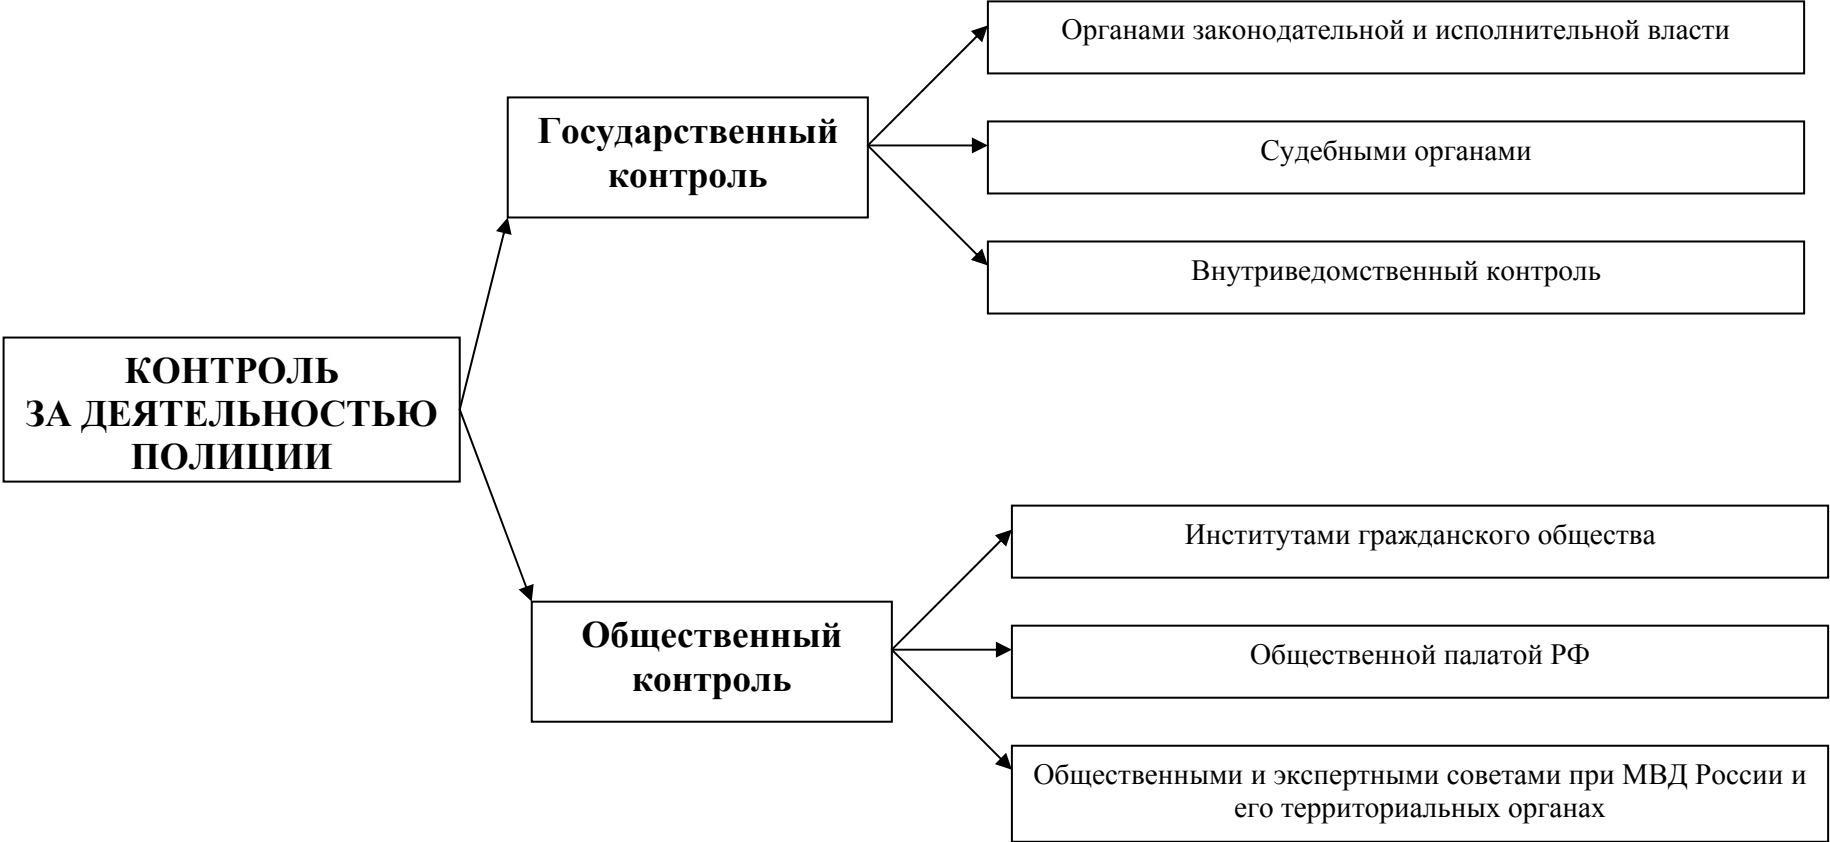 Органами законодательной и исполнительной власти
Государственный
контроль
Судебными органами
Внутриведомственный контроль
КОНТРОЛЬ
ЗА ДЕЯТЕЛЬНОСТЬЮ
ПОЛИЦИИ
Институтами гражданского общества
Общественный
контроль
Общественной палатой РФ
Общественными и экспертными советами при МВД России и
его территориальных органах